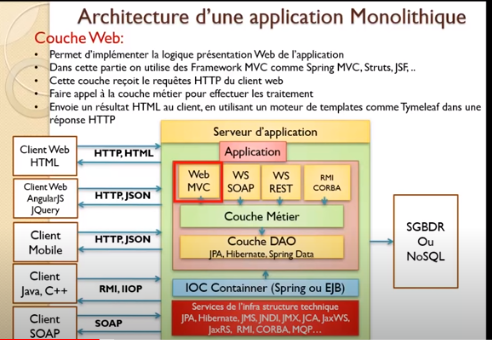 Architecture d'une application Monolithique
Couche Web:
• Permet d'implémenter la logique présentation Web de l'application
• Dans cette partie on utilise des Framework MVC comme Spring MVC, Struts, JSF, ..
• Cette couche reçoit le requêtes HTTP du client web
• Faire appel à la couche métier pour effectuer les traitement
• Envoie un résultat HTML au client, en utilisant un moteur de templates comme Tymeleaf dans une
réponse HTTP
Serveur d'application
Application
Client Web
HTML
HTTP, HTML
Web
MVC
WS
SOAP
WS
REST
RMI
CORBA
Client Web
AngularJS
JQuery
HTTP, JSON
Couche Métier
Client
Mobile
HTTP, JSON
Couche DAO
JPA, Hibernate, Spring Data
SGBDR
Ou
NoSQL
Client
Java, C++
RMI, IIOP
IOC Containner (Spring ou EJB)
Client
SOAP
SOAP
Services de l'infra structure technique
JPA, Hibernate, JMS, JNDI, JMX, JCA, JaxWS,
JaxRS, RMI, CORBA, MQP...